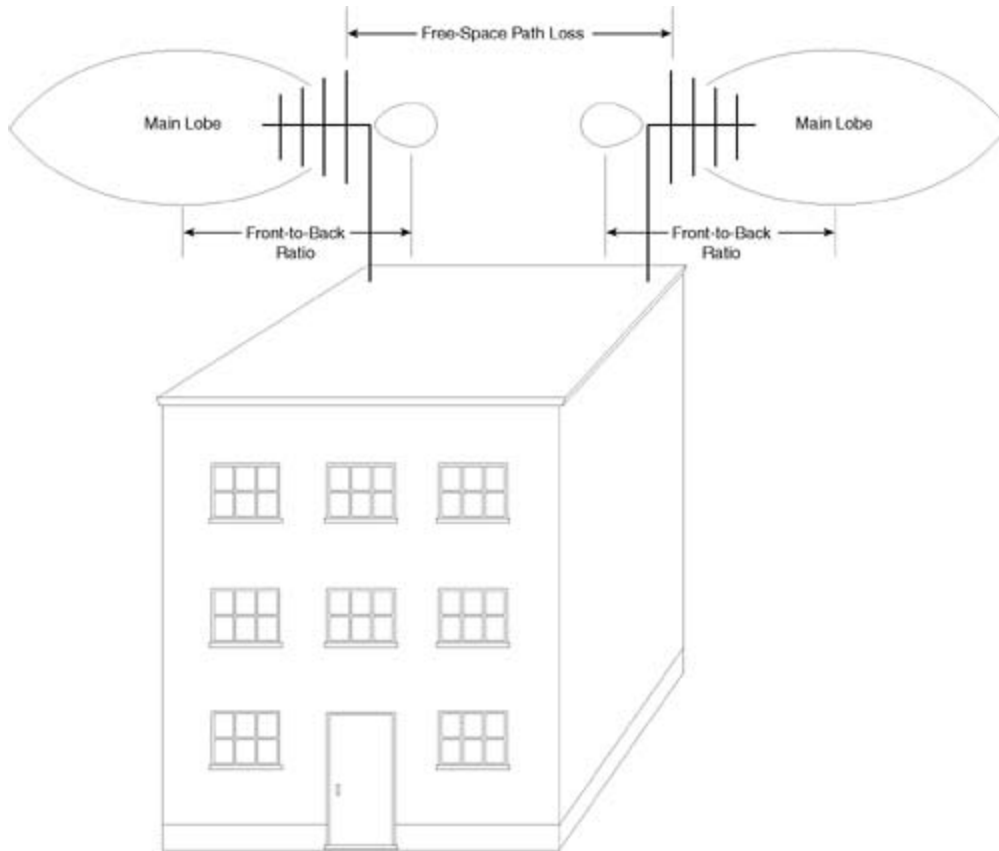 Free-Space Path Loss
Main Lobe
Main Lobe
Front-to-Back
Ratio
Front-to-Back
Ratio